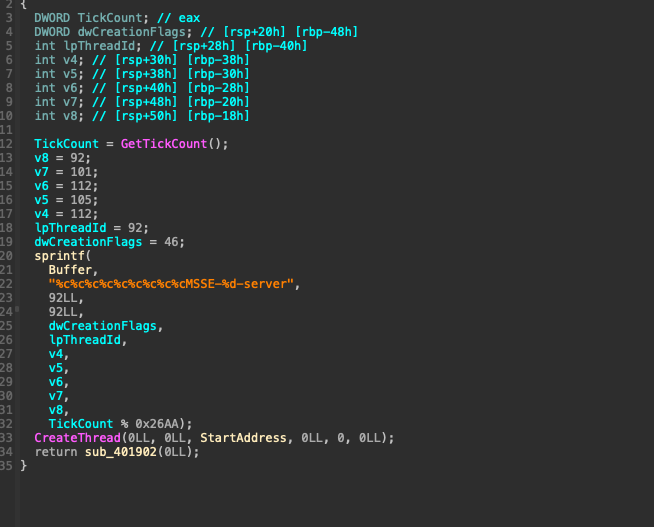 2 {
3 DWORD TickCount; // eax
4 DWORD dwCreationFlags; // [rsp+20h] [rbp-48h]
5 int lpThreadId; // [rsp+28h] [rbp-40h]
6 int v4; // [rsp+30h] [rbp-38h]
7 int v5; // [rsp+38h] [rbp-30h]
8 int v6; // [rsp+40h] [rbp-28h]
9 int v7; // [rsp+48h] [rbp-20h]
10 int v8; // [rsp+50h] [rbp-18h]
11
12 TickCount = GetTickCount();
13 v8 = 92;
14 v7 = 101;
15 v6 = 112;
16 v5 = 105;
17 v4 = 112;
18 lpThreadId = 92;
19 dwCreationFlags = 46;
20 sprintf(
21 Buffer,
22 "%c%c%c%c%c%c%c%c%cMSSE-%d-server",
23 92LL,
24 92LL,
25 dwCreationFlags,
26 lpThreadId,
27 v4,
28 v5,
29 v6,
30 v7,
31 v8,
32 TickCount % 0x26AA);
33 CreateThread(0LL, 0LL, StartAddress, 0LL, 0, 0LL);
34 return sub_401902(0LL);
35 }